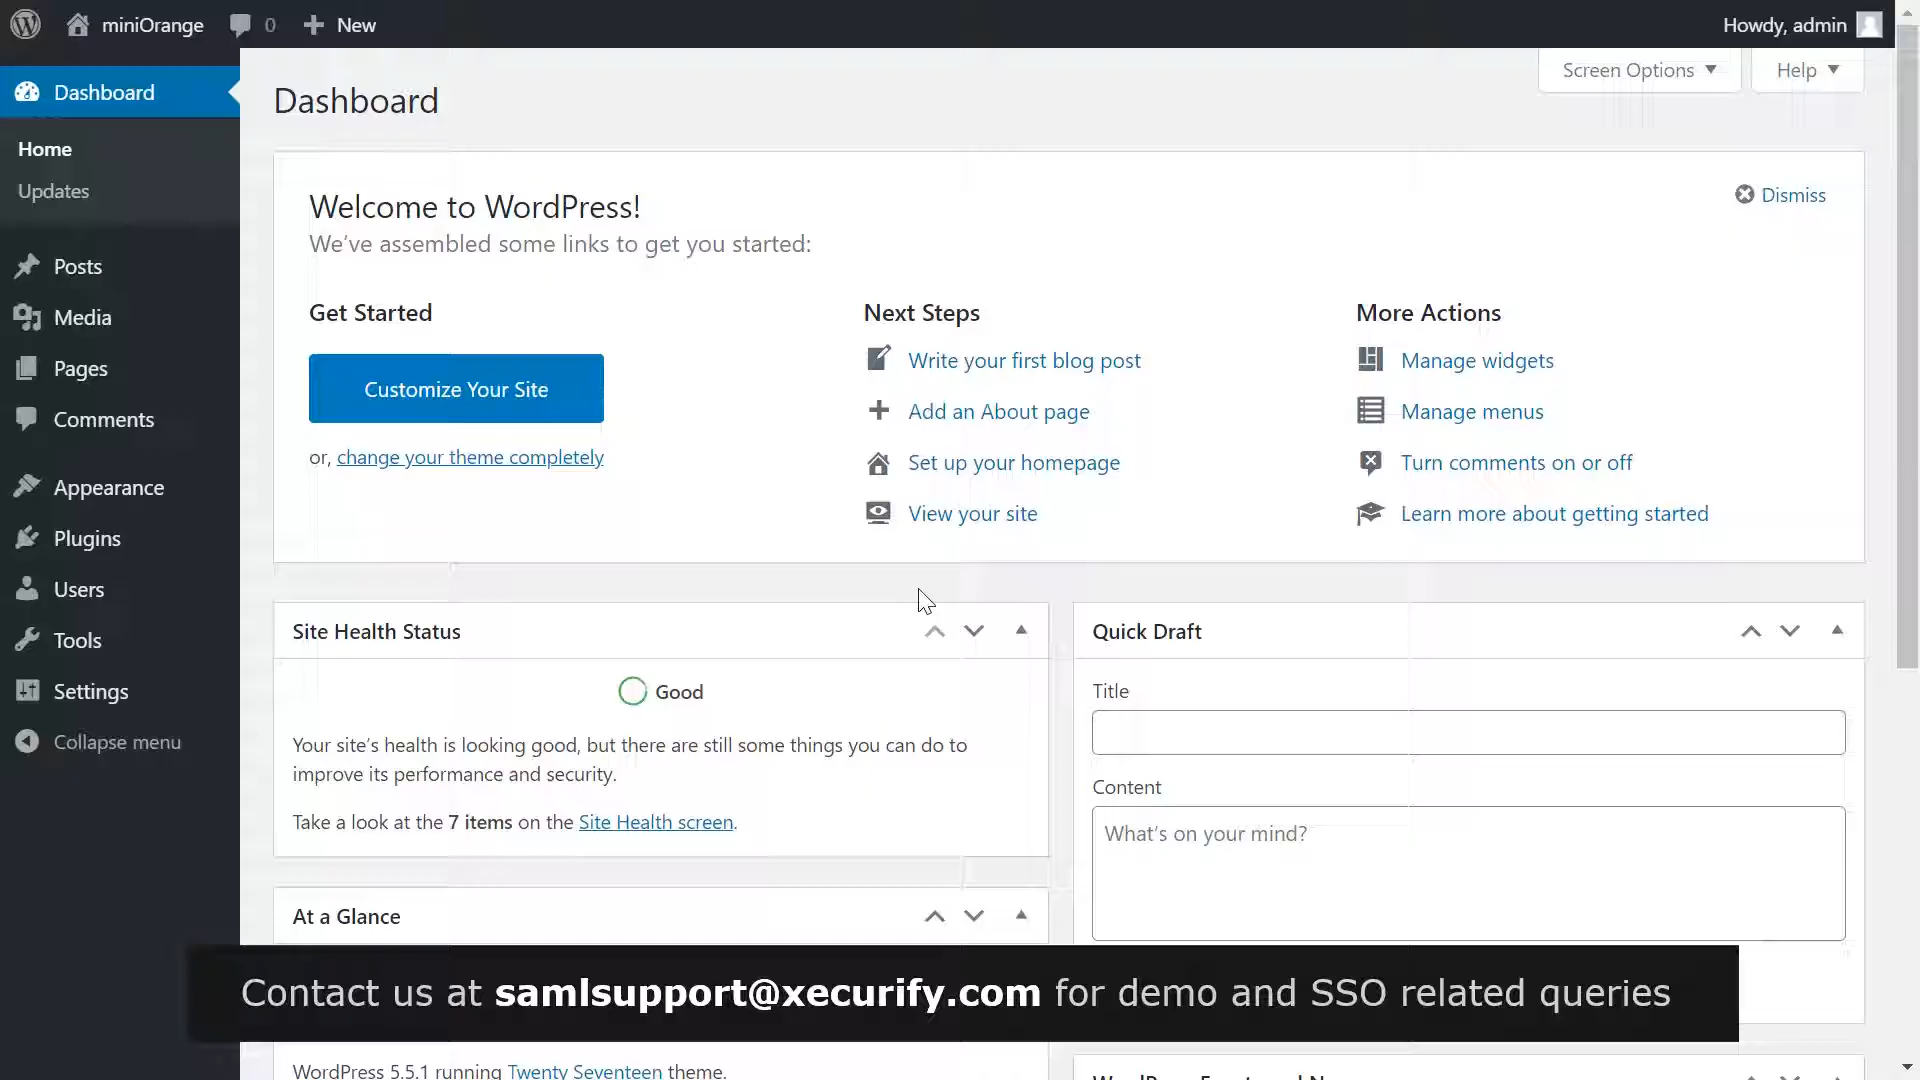 miniOrange 0 New Howdy, admin
Screen Options Help
Dashboard
Home
Updates
Posts
Media
Pages
Comments
Appearance
Plugins
Users
Tools
Settings
Collapse menu
Dashboard
Welcome to WordPress!
Dismiss
We've assembled some links to get you started:
Get Started
Customize Your Site
or, change your theme completely
Next Steps
Write your first blog post
Add an About page
Set up your homepage
View your site
More Actions
Manage widgets
Manage menus
Turn comments on or off
Learn more about getting started
Site Health Status
Good
Your site's health is looking good, but there are still some things you can do to
improve its performance and security.
Take a look at the 7 items on the Site Health screen.
At a Glance
Quick Draft
Title
Content
What's on your mind?
Contact us at samlsupport@xecurify.com for demo and SSO related queries
WordPress 5.5.1 running Twenty Seventeen theme.